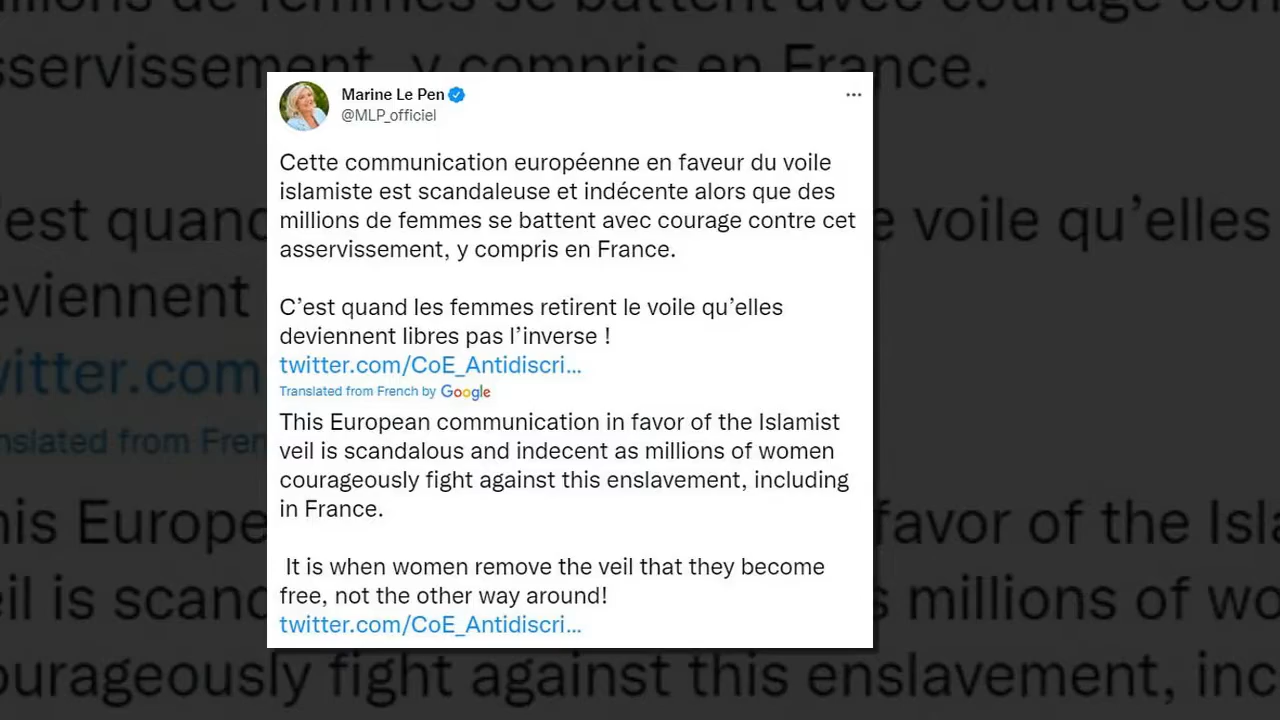 Marine Le Pen
@MLP_officiel
Cette communication européenne en faveur du voile
islamiste est scandaleuse et indécente alors que des
millions de femmes se battent avec courage contre cet
asservissement, y compris en France.
C’est quand les femmes retirent le voile qu’elles
deviennent libres pas l’inverse !
twitter.com/CoE_Antidiscri...
Translated from French by Google
This European communication in favor of the Islamist
veil is scandalous and indecent as millions of women
courageously fight against this enslavement, including
in France.
It is when women remove the veil that they become
free, not the other way around!
twitter.com/CoE_Antidiscri...